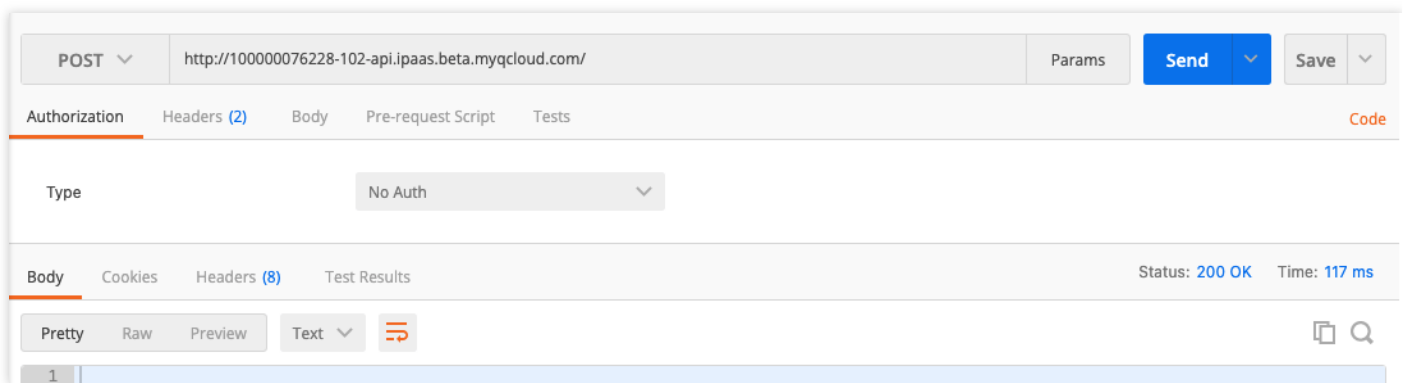 POST http://100000076228-102-api.ipaas.beta.myqcloud.com/ Params Send Save
Authorization Headers (2) Body Pre-request Script Tests Code
Type No Auth
Body Cookies Headers (8) Test Results Status: 200 OK Time: 117 ms
Pretty Raw Preview Text
1